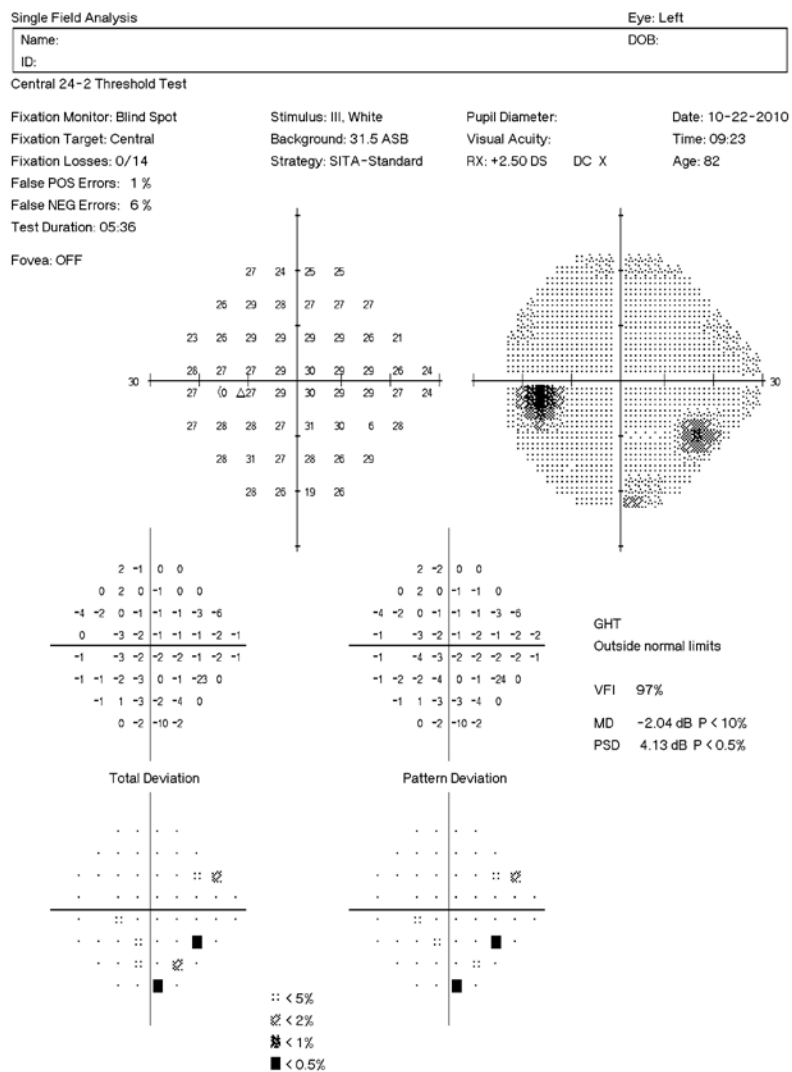 Single Field Analysis Eye: Left
Name: DOB:
ID:
Central 24-2 Threshold Test
Fixation Monitor: Blind Spot Stimulus: III, White Pupil Diameter: Date: 10-22-2010
Fixation Target: Central Background: 31.5 ASB Visual Acuity: Time: 09:23
Fixation Losses: 0/14 Strategy: SITA-Standard RX: +2.50 DS DC X Age: 82
False POS Errors: 1 %
False NEG Errors: 6 %
Test Duration: 05:36
Fovea: OFF
27 24 25 25
26 29 28 27 27 27
23 26 29 29 29 29 26 21
28 27 27 29 30 29 29 26 24
30 30
27 (0 △27 29 30 29 29 27 24
27 28 28 27 31 30 6 28
28 31 27 28 26 29
28 26 19 26
2 -1 0 0 2 -2 0 0
0 2 0 -1 0 0 0 2 0 -1 -1 0
-4 -2 0 -1 -1 -1 -3 -6 -4 -2 0 -1 -1 -1 -3 -6
GHT
0 -3 -2 -1 -1 -1 -2 -1 -1 -3 -2 -1 -2 -1 -2 -2
Outside normal limits
-1 -3 -2 -2 -2 -1 -2 -1 -1 -4 -3 -2 -2 -2 -2 -1
-1 -1 -2 -3 0 -1 -23 0 -1 -2 -2 -4 0 -1 -24 0
VFI 97%
-1 1 -3 -2 -4 0 -1 1 -3 -3 -4 0
0 -2 -10 -2 0 -2 -10 -2
MD -2.04 dB P < 10%
PSD 4.13 dB P < 0.5%
Total Deviation Pattern Deviation
< 5%
< 2%
< 1%
< 0.5%